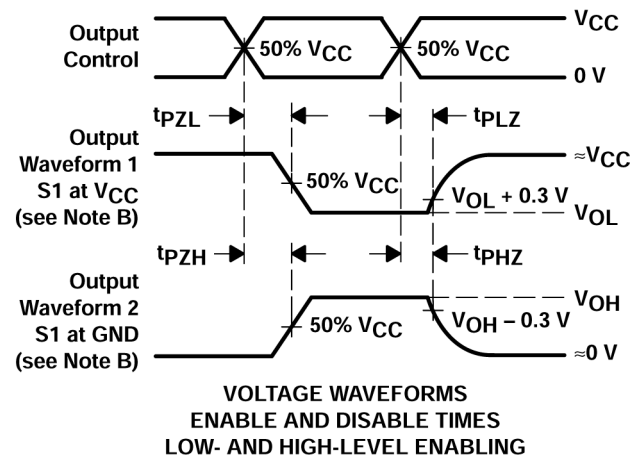 Output
Control
50% VCC
50% VCC
VCC
0 V
tPZL
tPLZ
Output
Waveform 1
S1 at VCC
(see Note B)
50% VCC
≈VCC
VOL + 0.3 V
VOL
tPZH
tPHZ
Output
Waveform 2
S1 at GND
(see Note B)
50% VCC
VOH
VOH – 0.3 V
≈0 V
VOLTAGE WAVEFORMS
ENABLE AND DISABLE TIMES
LOW- AND HIGH-LEVEL ENABLING